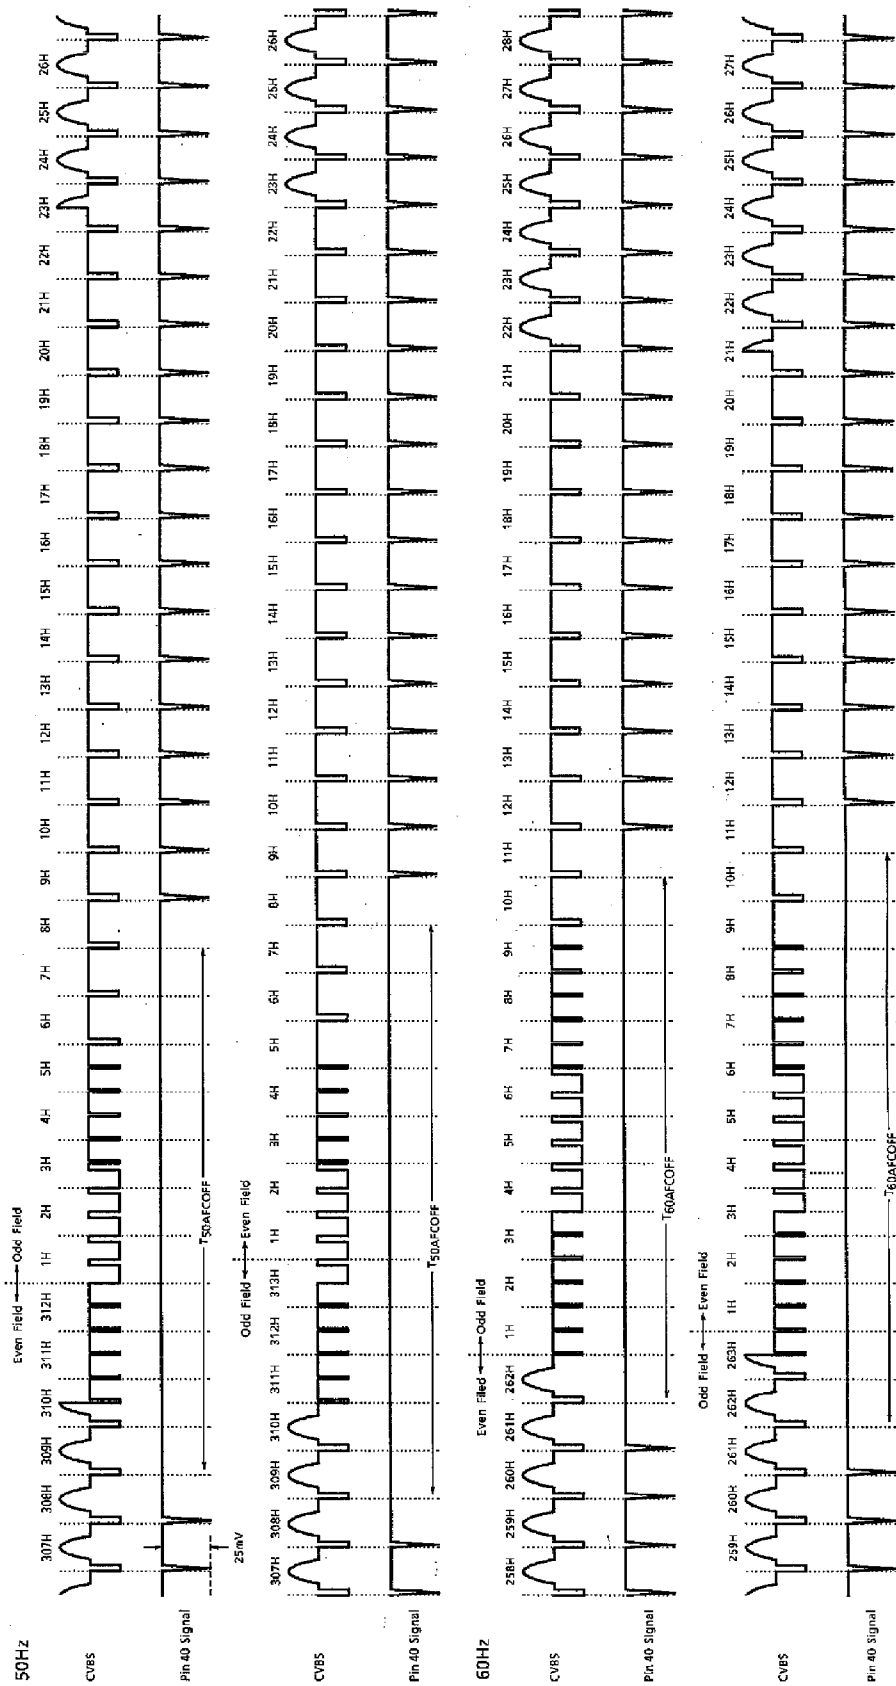 50Hz
Even Field Odd Field
307H 308H 309H 310H 311H 312H 1H 2H 3H 4H 5H 6H 7H 8H 9H 10H 11H 12H 13H 14H 15H 16H 17H 18H 19H 20H 21H 22H 23H 24H 25H 26H
CVBS
T50AFCOFF
Pin 40 Signal
25mV
Odd Field Even Field
307H 308H 309H 310H 311H 312H 313H 1H 2H 3H 4H 5H 6H 7H 8H 9H 10H 11H 12H 13H 14H 15H 16H 17H 18H 19H 20H 21H 22H 23H 24H 25H 26H
CVBS
Pin 40 Signal
T50AFCOFF
60Hz
Even Filed Odd Field
258H 259H 260H 261H 262H 1H 2H 3H 4H 5H 6H 7H 8H 9H 10H 11H 12H 13H 14H 15H 16H 17H 18H 19H 20H 21H 22H 23H 24H 25H 26H 27H 28H
CVBS
Pin 40 Signal
T60AFCOFF
Odd Field Even Field
259H 260H 261H 262H 263H 1H 2H 3H 4H 5H 6H 7H 8H 9H 10H 11H 12H 13H 14H 15H 16H 17H 18H 19H 20H 21H 22H 23H 24H 25H 26H 27H
CVBS
Pin 40 Signal
T60AFCOFF